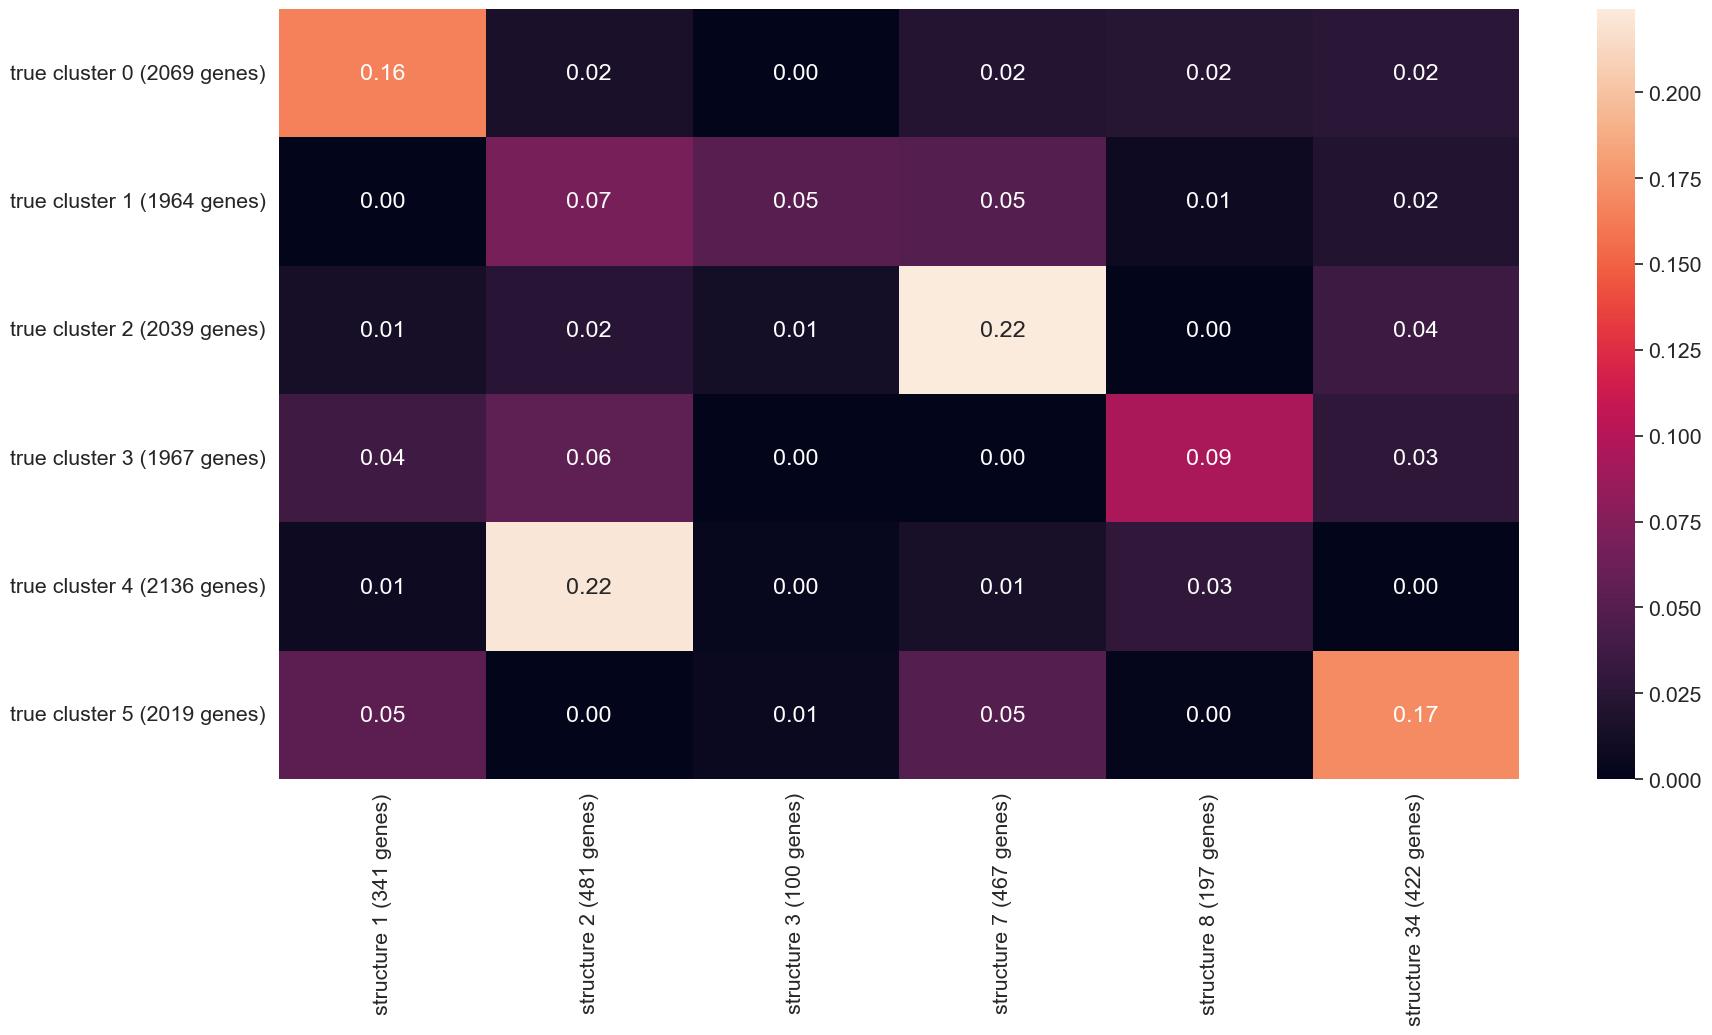 true cluster 0 (2069 genes) 0.16 0.02 0.00 0.02 0.02 0.02
true cluster 1 (1964 genes) 0.00 0.07 0.05 0.05 0.01 0.02
true cluster 2 (2039 genes) 0.01 0.02 0.01 0.22 0.00 0.04
true cluster 3 (1967 genes) 0.04 0.06 0.00 0.00 0.09 0.03
true cluster 4 (2136 genes) 0.01 0.22 0.00 0.01 0.03 0.00
true cluster 5 (2019 genes) 0.05 0.00 0.01 0.05 0.00 0.17
structure 1 (341 genes)
structure 2 (481 genes)
structure 3 (100 genes)
structure 7 (467 genes)
structure 8 (197 genes)
structure 34 (422 genes)
0.200
0.175
0.150
0.125
0.100
0.075
0.050
0.025
0.000